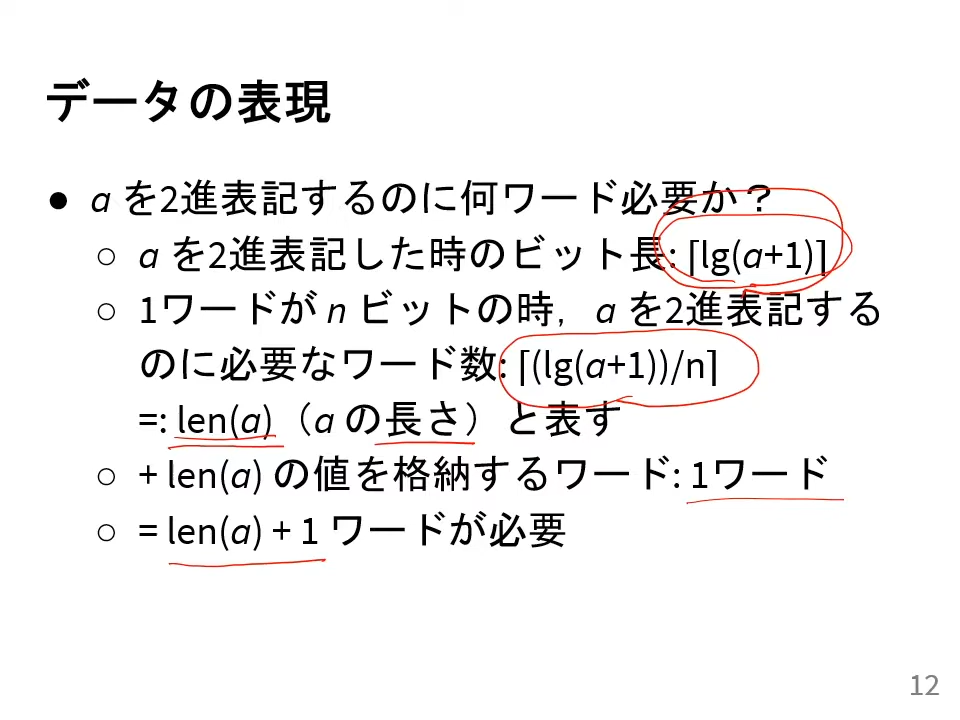 データの表現
● a を2進表記するのに何ワード必要か？
○ a を2進表記した時のビット長: ⌈lg(a+1)⌉
○ 1ワードが n ビットの時，a を2進表記する
のに必要なワード数: ⌈(lg(a+1))/n⌉
=: len(a)（a の長さ）と表す
○ + len(a) の値を格納するワード: 1ワード
○ = len(a) + 1 ワードが必要
12